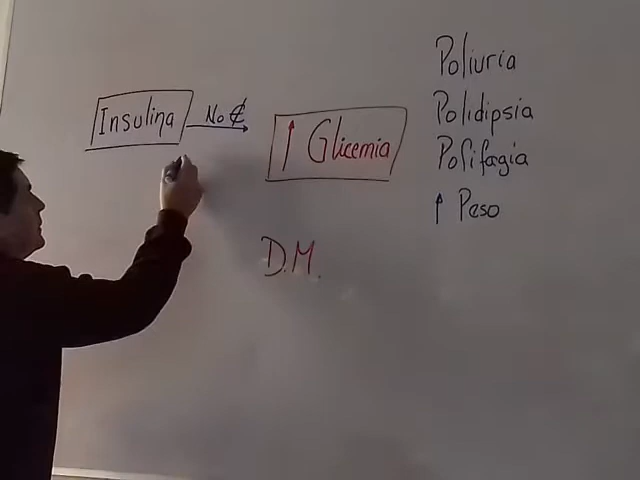 Insulina
No ₡
↑ Glicemia
D.M.
Poliuria
Polidipsia
Polifagia
↑ Peso